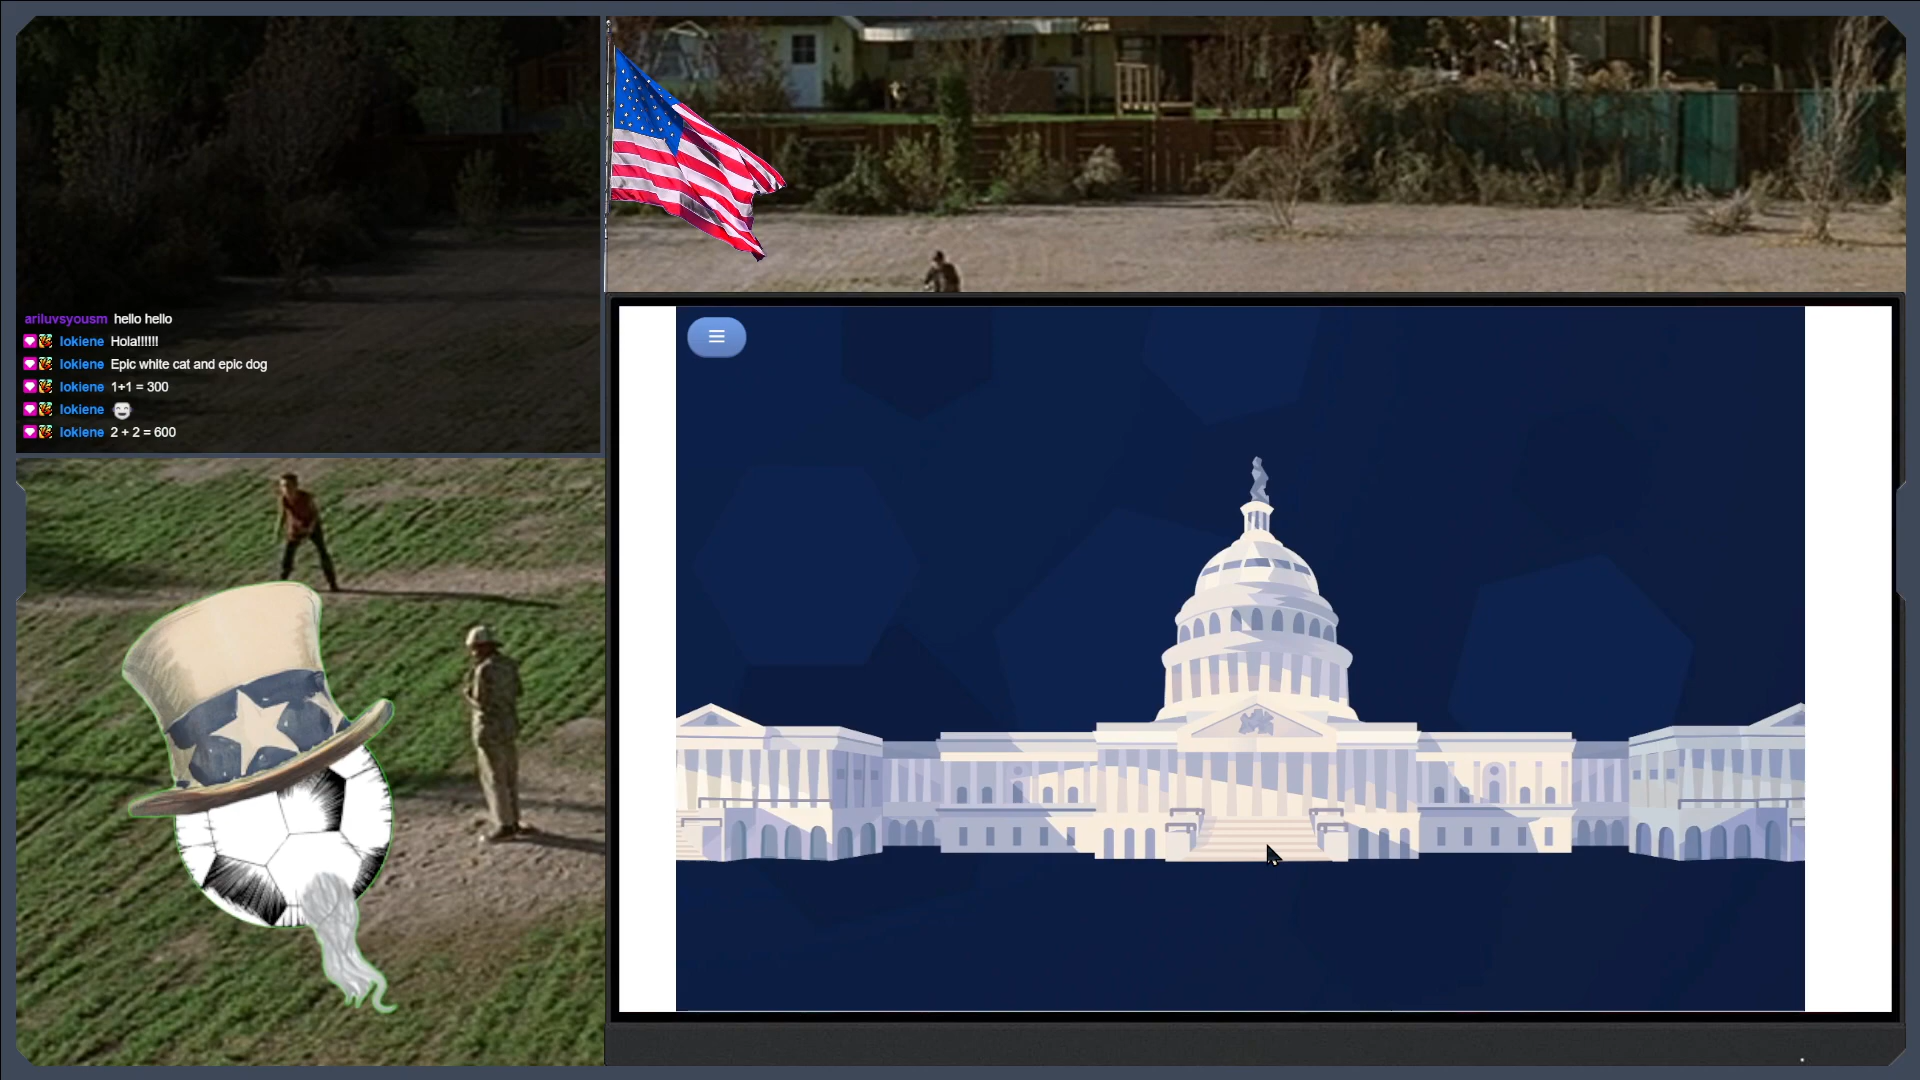 ariluvsyousm hello hello
lokiene Hola!!!!!!
lokiene Epic white cat and epic dog
lokiene 1+1 = 300
lokiene
lokiene 2 + 2 = 600